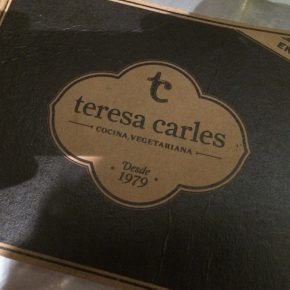 tc
teresa carles
COCINA VEGETARIANA
Desde
1979